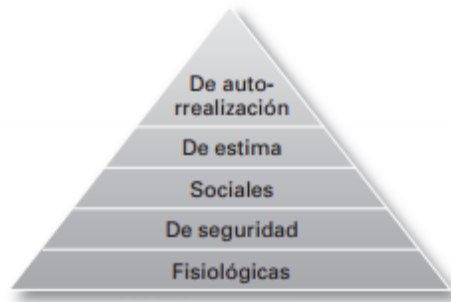 De auto-
rrealización
De estima
Sociales
De seguridad
Fisiológicas